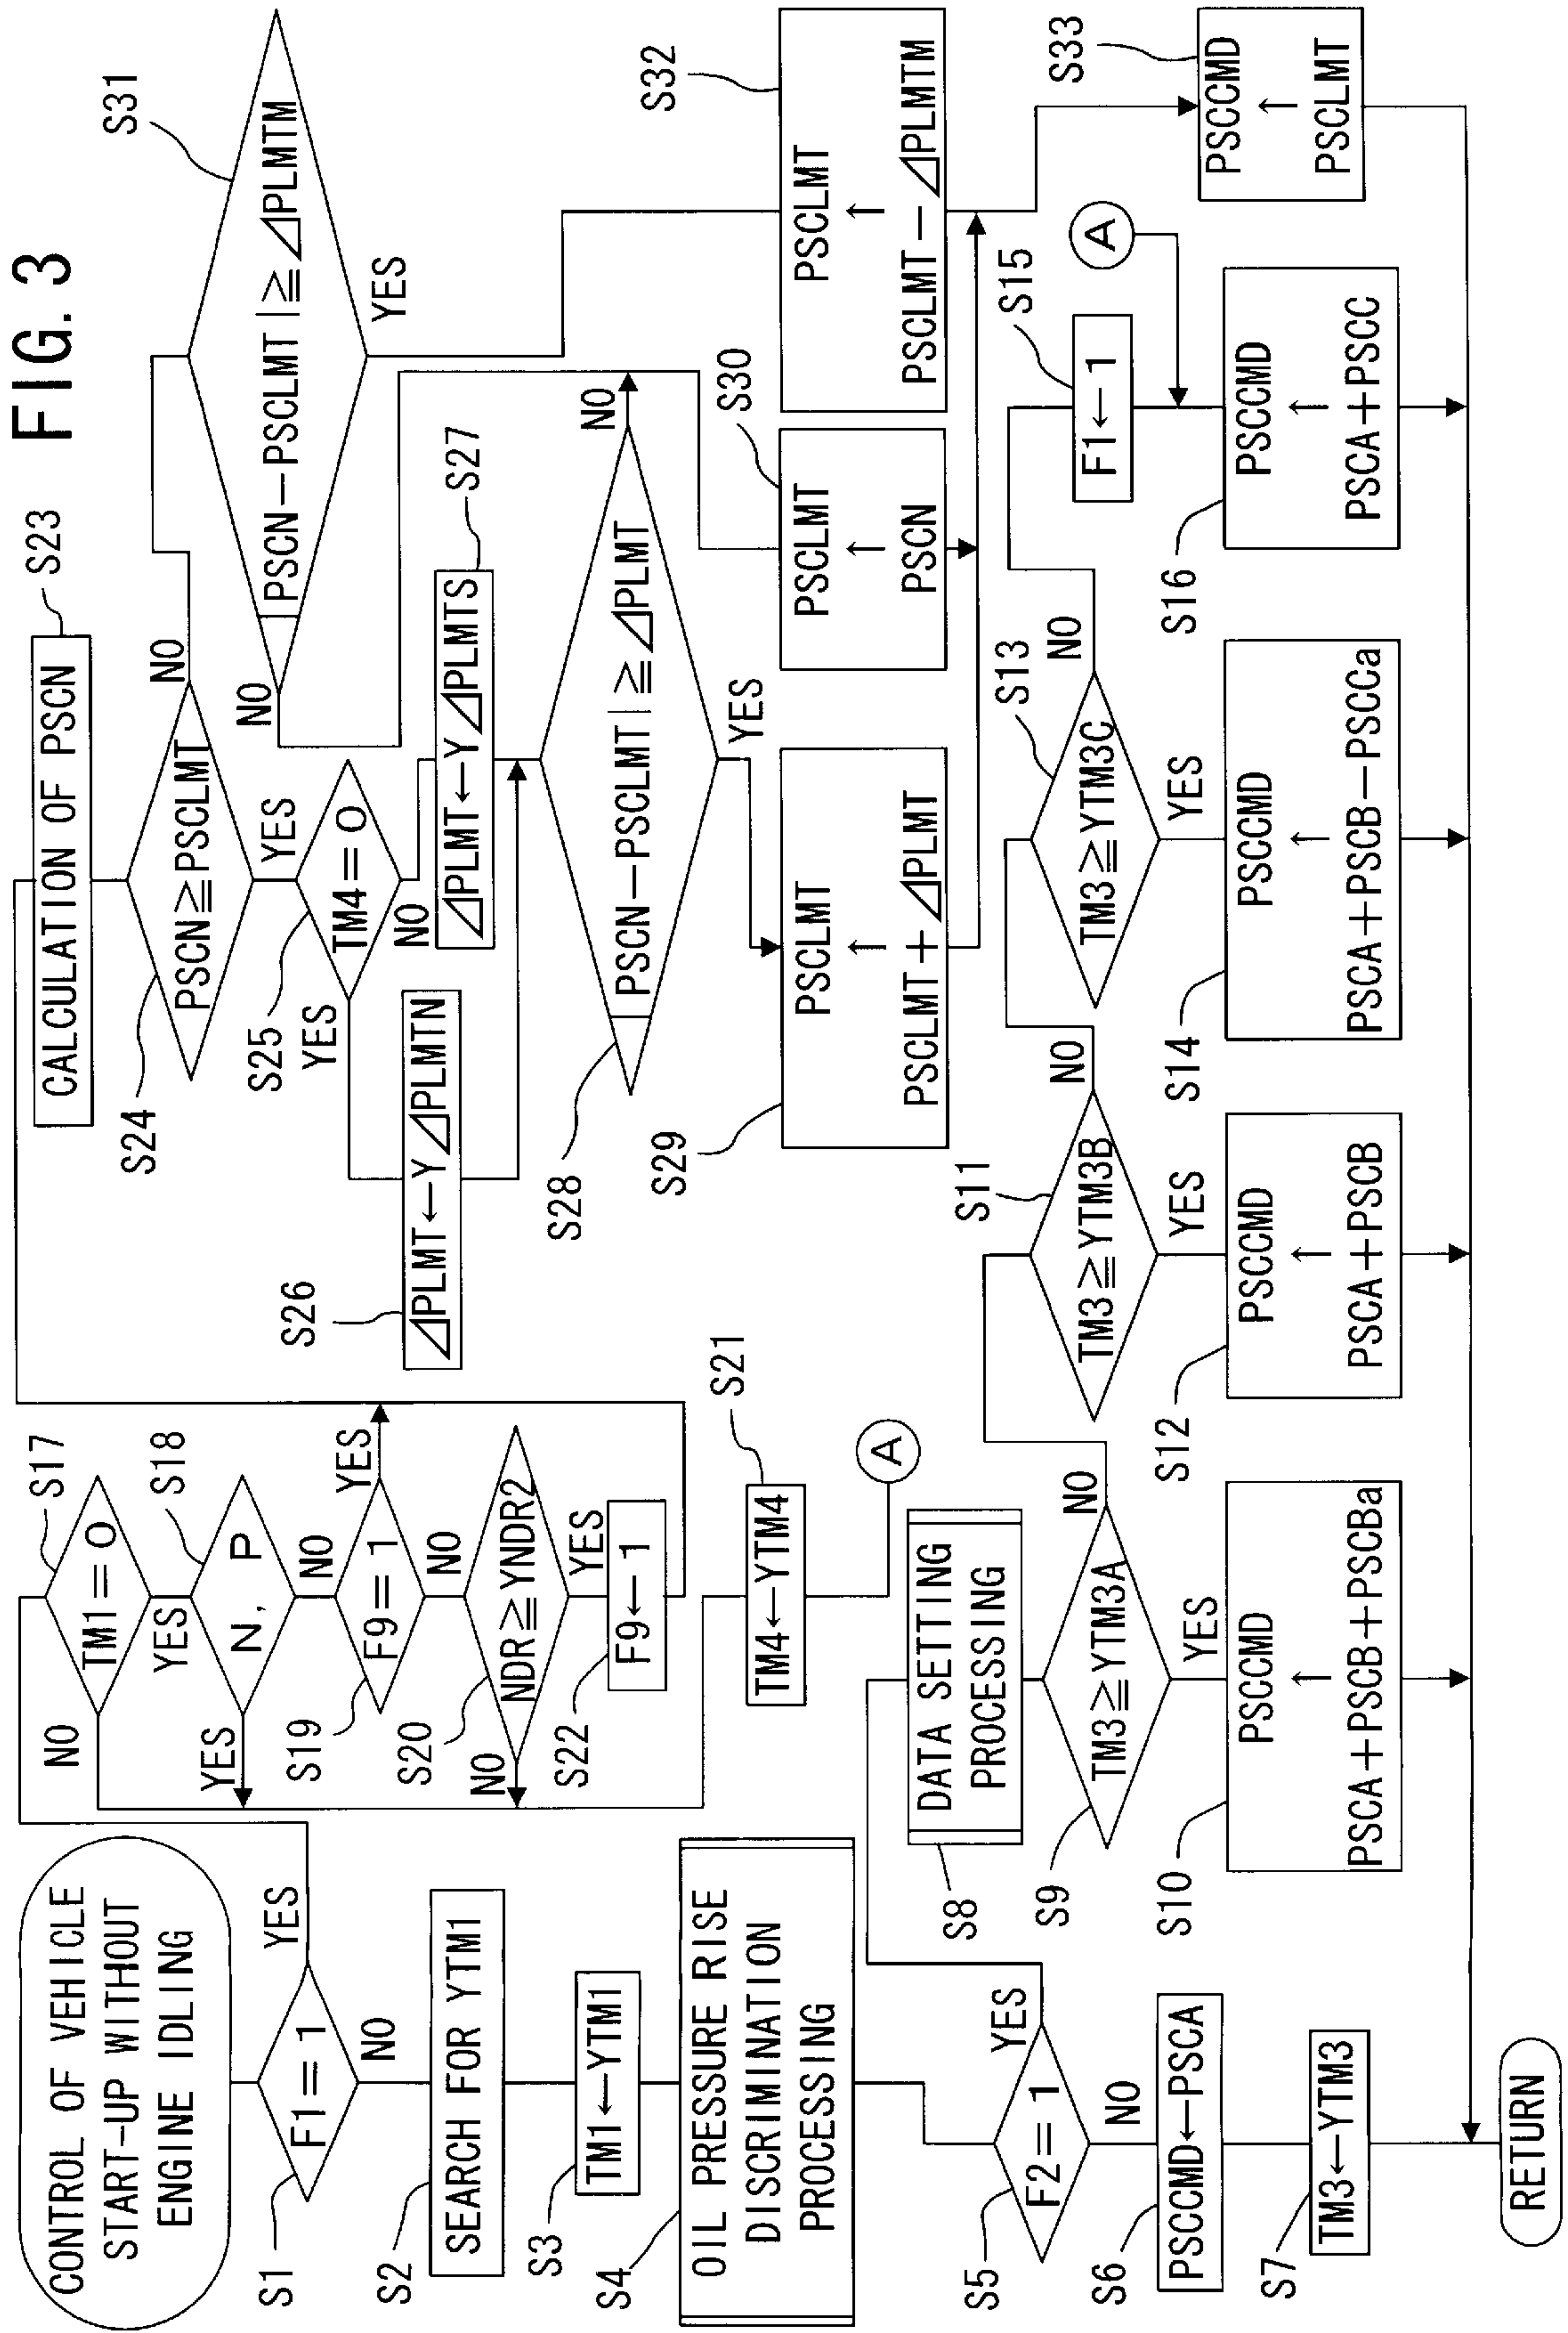 FIG. 3
CONTROL OF VEHICLE
START-UP WITHOUT
ENGINE IDLING
S1
F1=1
YES
NO
S2
SEARCH FOR YTM1
S3
TM1←YTM1
S4
OIL PRESSURE RISE
DISCRIMINATION
PROCESSING
S5
F2=1
YES
NO
S6
PSCCMD←PSCA
S7
TM3←YTM3
RETURN
S17
TM1=0
NO
YES
S18
N, P
YES
NO
S19
F9=1
YES
NO
S20
NDR≧YNDR2
NO
YES
S22
F9←1
S21
TM4←YTM4
A
S8
DATA SETTING
PROCESSING
S9
TM3≧YTM3A
NO
YES
S10
PSCCMD
↑
PSCA+PSCB+PSCBa
S11
TM3≧YTM3B
NO
YES
S12
PSCCMD
↑
PSCA+PSCB
S13
TM3≧YTM3C
NO
YES
S14
PSCCMD
↑
PSCA+PSCB-PSCCa
S15
F1←1
A
S16
PSCCMD
↑
PSCA+PSCC
S23
CALCULATION OF PSCN
S24
PSCN≧PSCLMT
NO
YES
S25
TM4=0
YES
NO
S26
⊿PLMT←Y⊿PLMTN
S27
⊿PLMT←Y⊿PLMTS
S28
|PSCN-PSCLMT|≧⊿PLMT
NO
YES
S29
PSCLMT
↑
PSCLMT+⊿PLMT
S30
PSCLMT
↑
PSCN
S31
|PSCN-PSCLMT|≧⊿PLMTM
NO
YES
S32
PSCLMT
↑
PSCLMT-⊿PLMTM
S33
PSCCMD
↑
PSCLMT